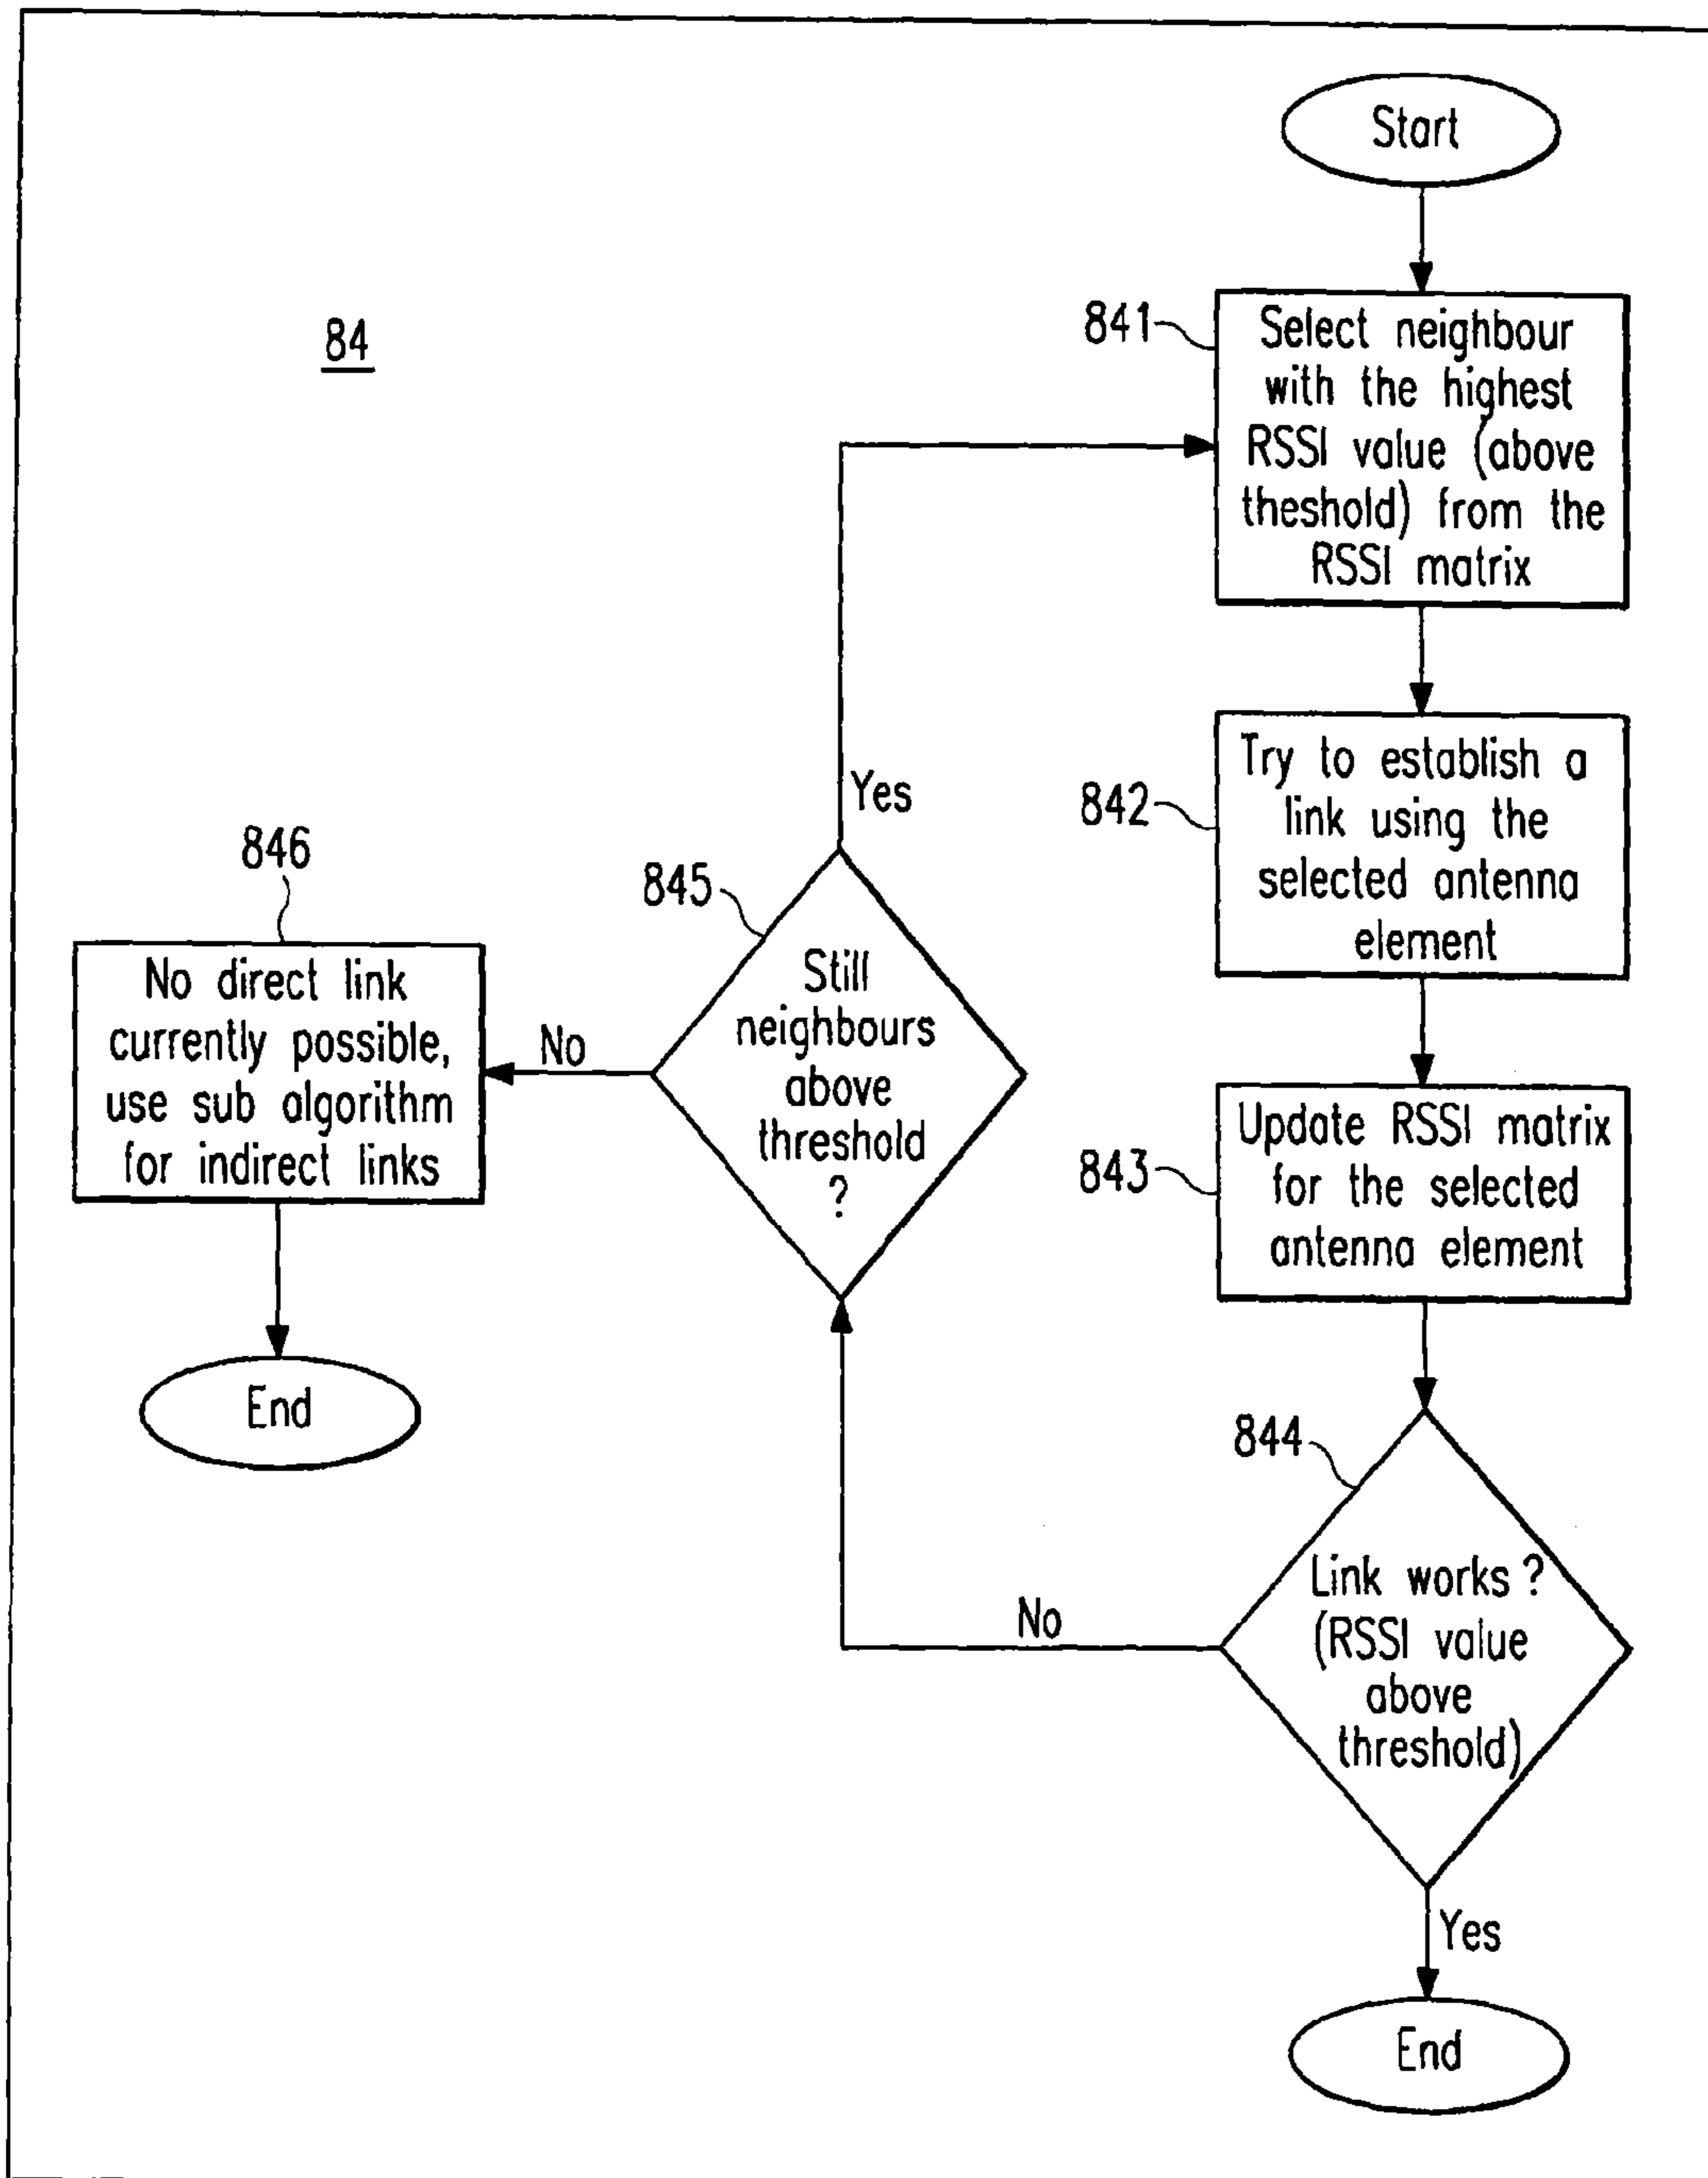 84
Start
841
Select neighbour
with the highest
RSSI value (above
theshold) from the
RSSI matrix
842
Try to establish a
link using the
selected antenna
element
843
Update RSSI matrix
for the selected
antenna element
844
Link works ?
(RSSI value
above
threshold)
Yes
End
No
845
Still
neighbours
above
threshold
?
Yes
No
846
No direct link
currently possible,
use sub algorithm
for indirect links
End